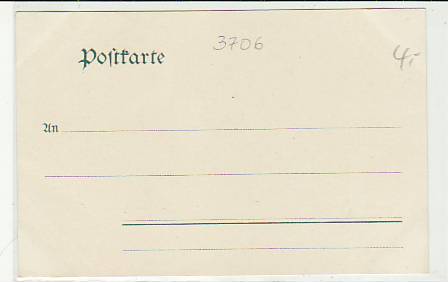 Poſtkarte
3706
4,-
An